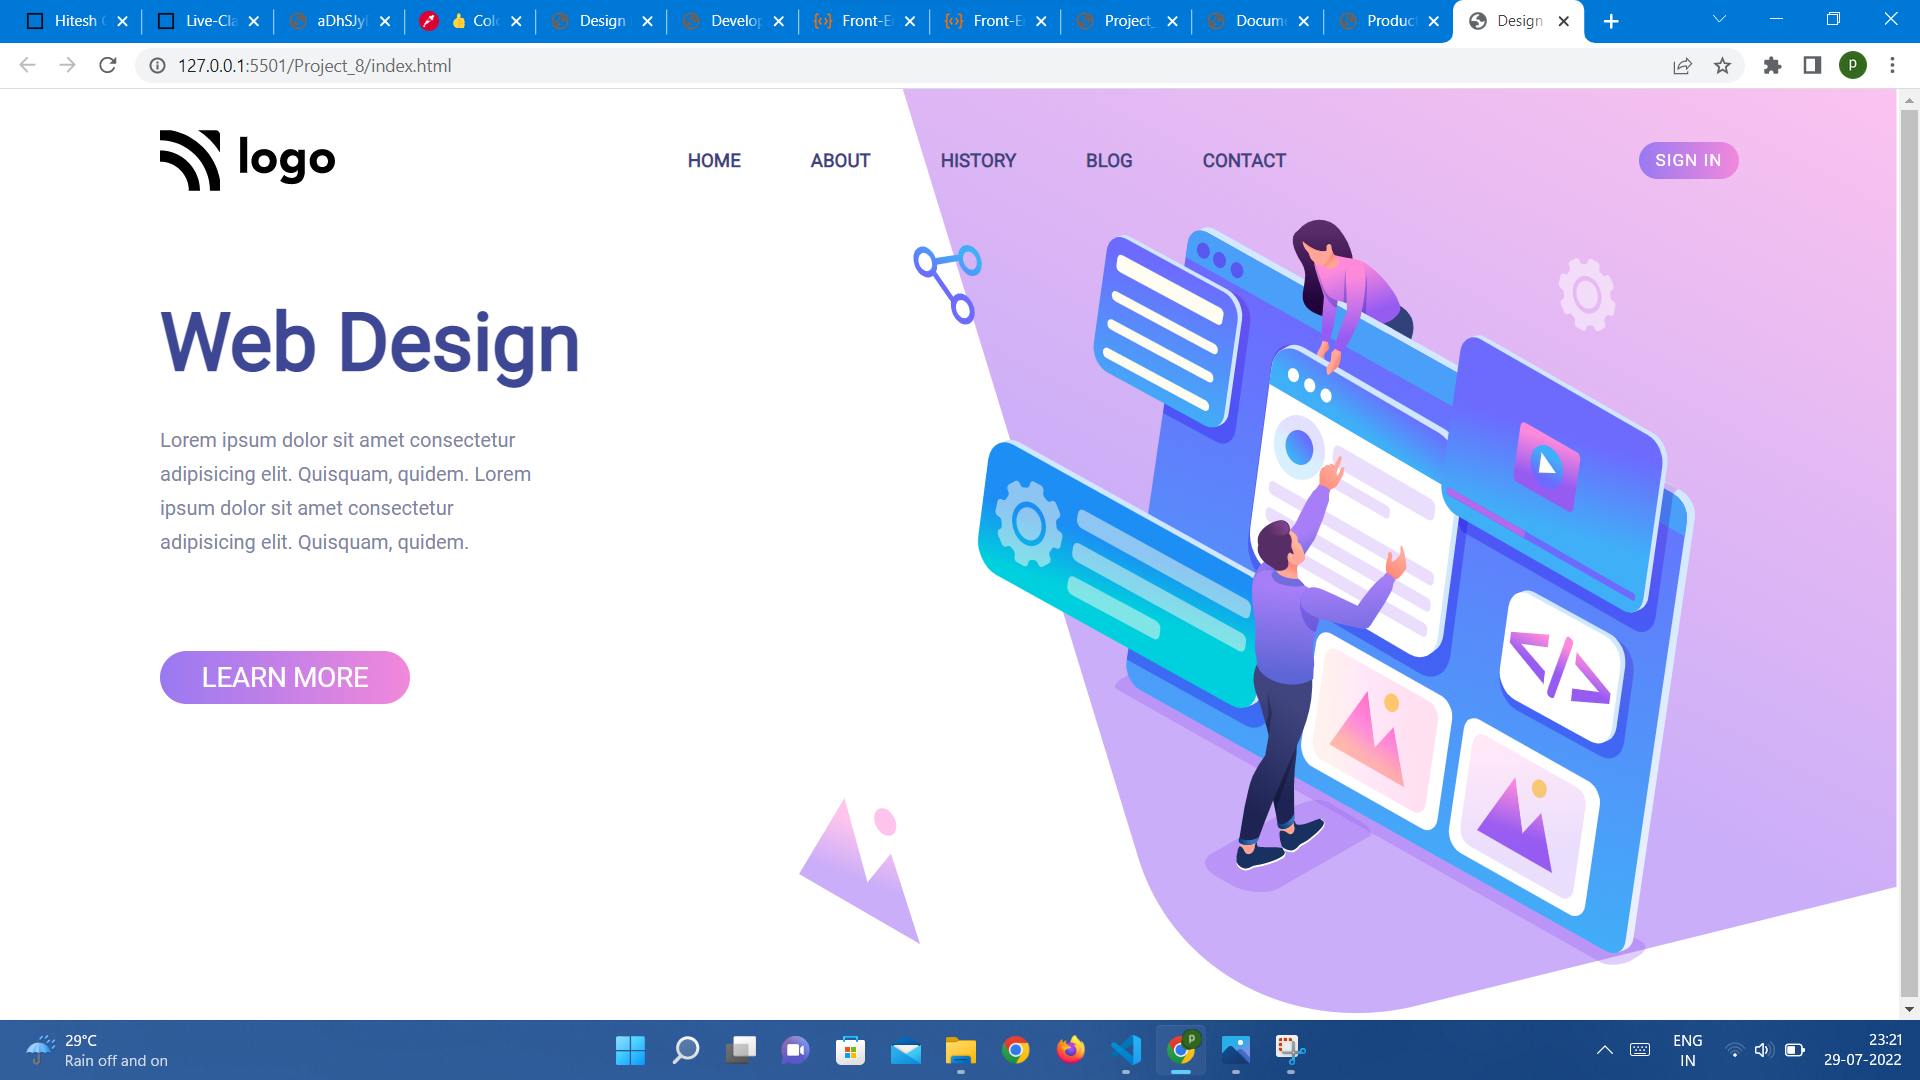 Hitesh
Live-Cla
aDhSJy
👍 Colo
Design
Develop
Front-E
Front-E
Project_
Docum
Produc
Design
127.0.0.1:5501/Project_8/index.html
P
logo
HOME
ABOUT
HISTORY
BLOG
CONTACT
SIGN IN
Web Design
Lorem ipsum dolor sit amet consectetur
adipisicing elit. Quisquam, quidem. Lorem
ipsum dolor sit amet consectetur
adipisicing elit. Quisquam, quidem.
LEARN MORE
</>
29°C
Rain off and on
P
ENG
IN
23:21
29-07-2022